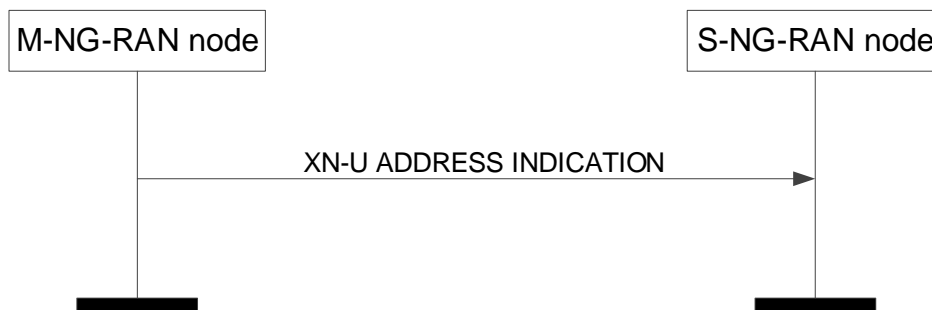 M-NG-RAN node
S-NG-RAN node
XN-U ADDRESS INDICATION